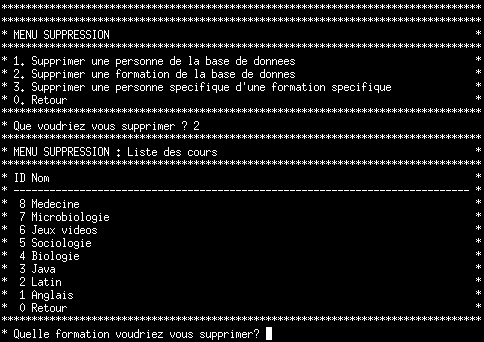 *******************************************************************************
*******************************************************************************
* MENU SUPPRESSION *
*******************************************************************************
* 1. Supprimer une personne de la base de donnees *
* 2. Supprimer une formation de la base de donnes *
* 3. Supprimer une personne specifique d'une formation specifique *
* 0. Retour *
*******************************************************************************
* Que voudriez vous supprimer ? 2
*******************************************************************************
* MENU SUPPRESSION : Liste des cours *
*******************************************************************************
* ID Nom *
* --------------------------------------------------------------------------- *
* 8 Medecine *
* 7 Microbiologie *
* 6 Jeux videos *
* 5 Sociologie *
* 4 Biologie *
* 3 Java *
* 2 Latin *
* 1 Anglais *
* 0 Retour *
*******************************************************************************
* Quelle formation voudriez vous supprimer?